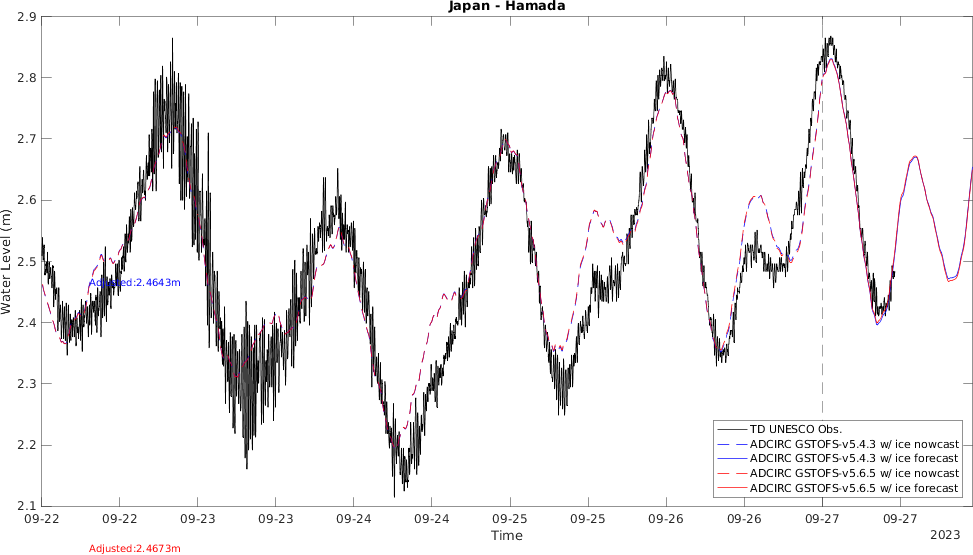 Japan - Hamada
2.9
2.8
2.7
2.6
2.5
2.4
2.3
2.2
2.1
Water Level (m)
Adjusted:2.4643m
TD UNESCO Obs.
ADCIRC GSTOFS-v5.4.3 w/ ice nowcast
ADCIRC GSTOFS-v5.4.3 w/ ice forecast
ADCIRC GSTOFS-v5.6.5 w/ ice nowcast
ADCIRC GSTOFS-v5.6.5 w/ ice forecast
09-22 09-22 09-23 09-23 09-24 09-24 09-25 09-25 09-26 09-26 09-27 09-27
Time
2023
Adjusted:2.4673m